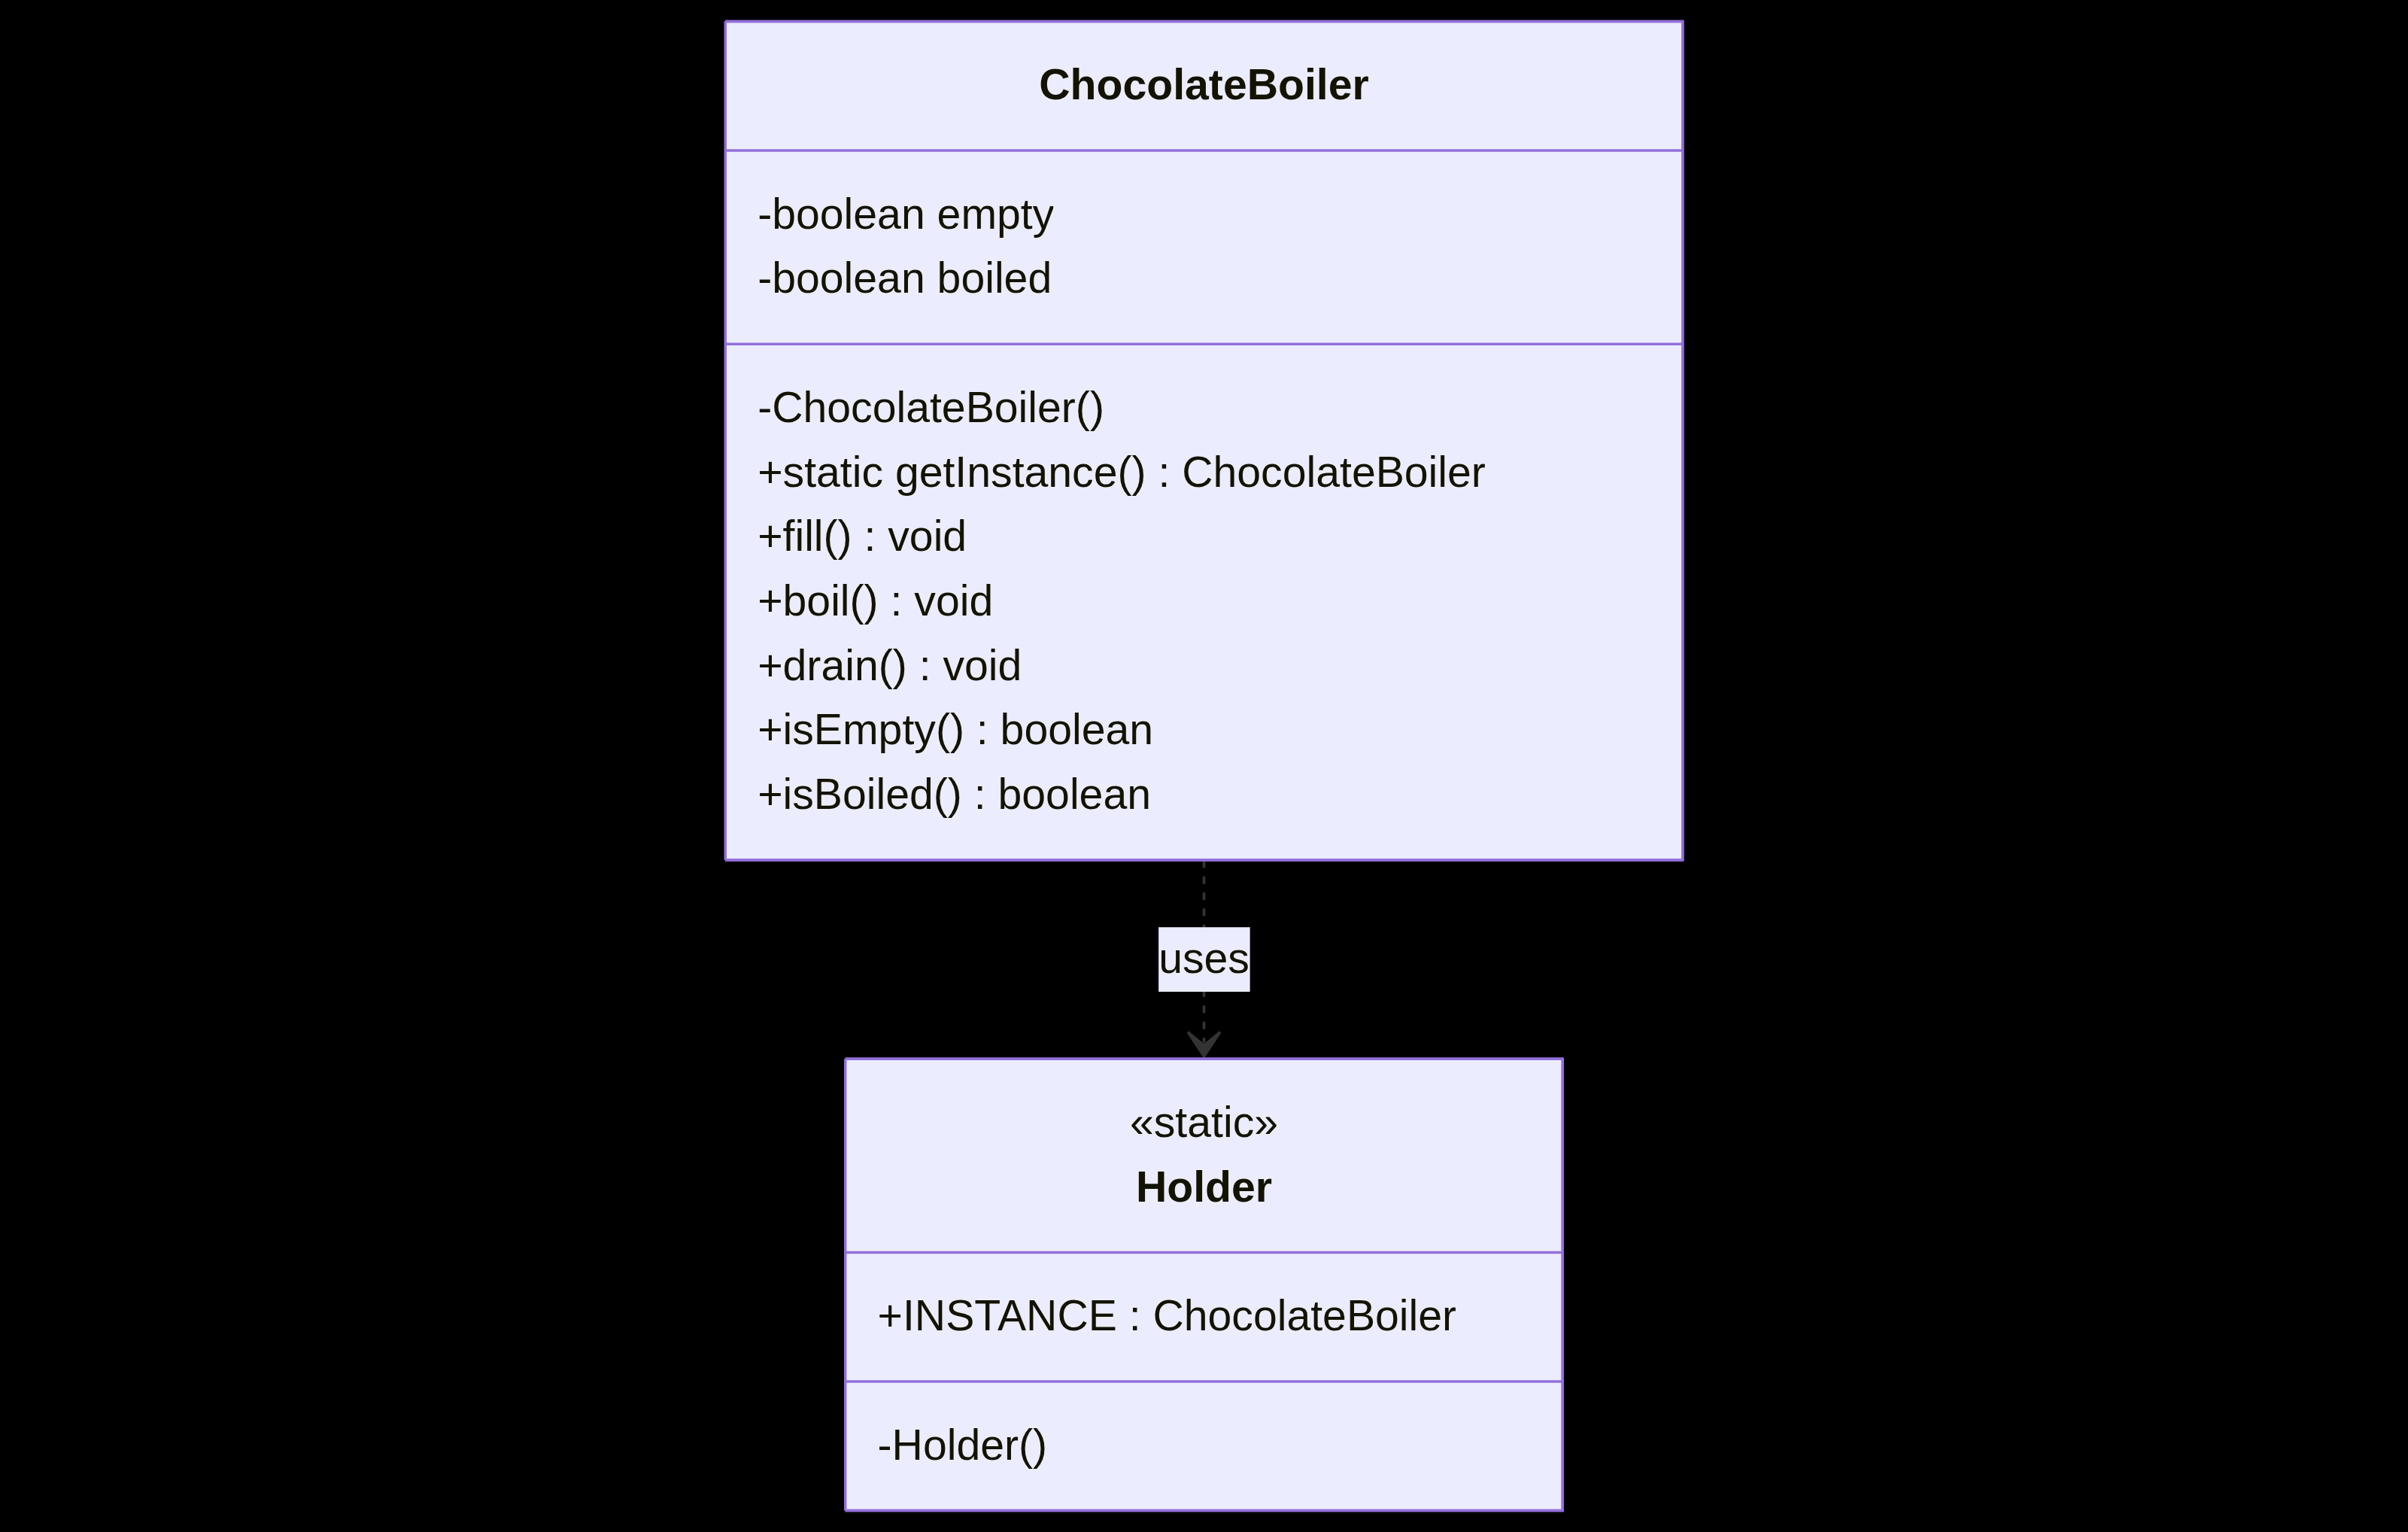 ChocolateBoiler
-boolean empty
-boolean boiled
-ChocolateBoiler()
+static getInstance() : ChocolateBoiler
+fill() : void
+boil() : void
+drain() : void
+isEmpty() : boolean
+isBoiled() : boolean
uses
«static»
Holder
+INSTANCE : ChocolateBoiler
-Holder()